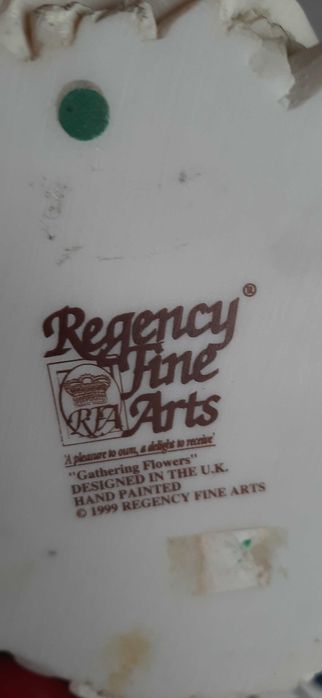 Regency ®
Fine
RFA Arts
'A pleasure to own, a delight to receive'
"Gathering Flowers"
DESIGNED IN THE U.K.
HAND PAINTED
© 1999 REGENCY FINE ARTS